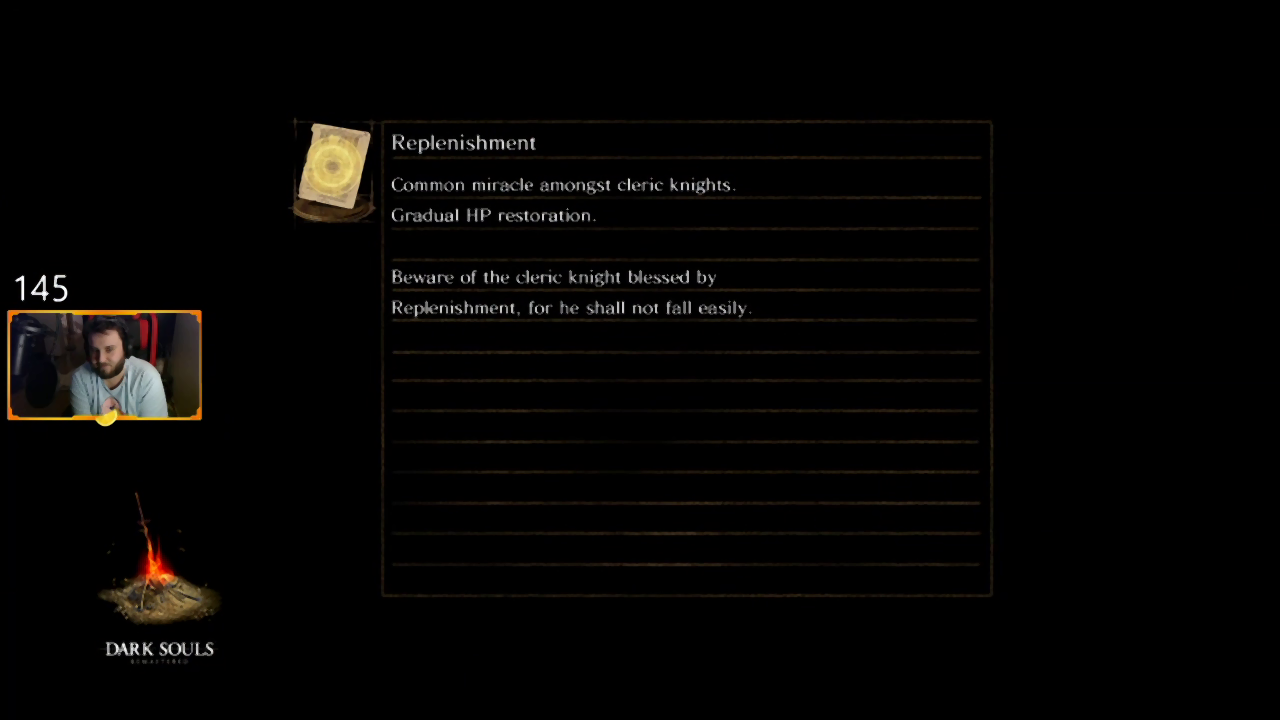 Replenishment
Common miracle amongst cleric knights.
Gradual HP restoration.
Beware of the cleric knight blessed by
Replenishment, for he shall not fall easily.
145
DARK SOULS
REMASTERED